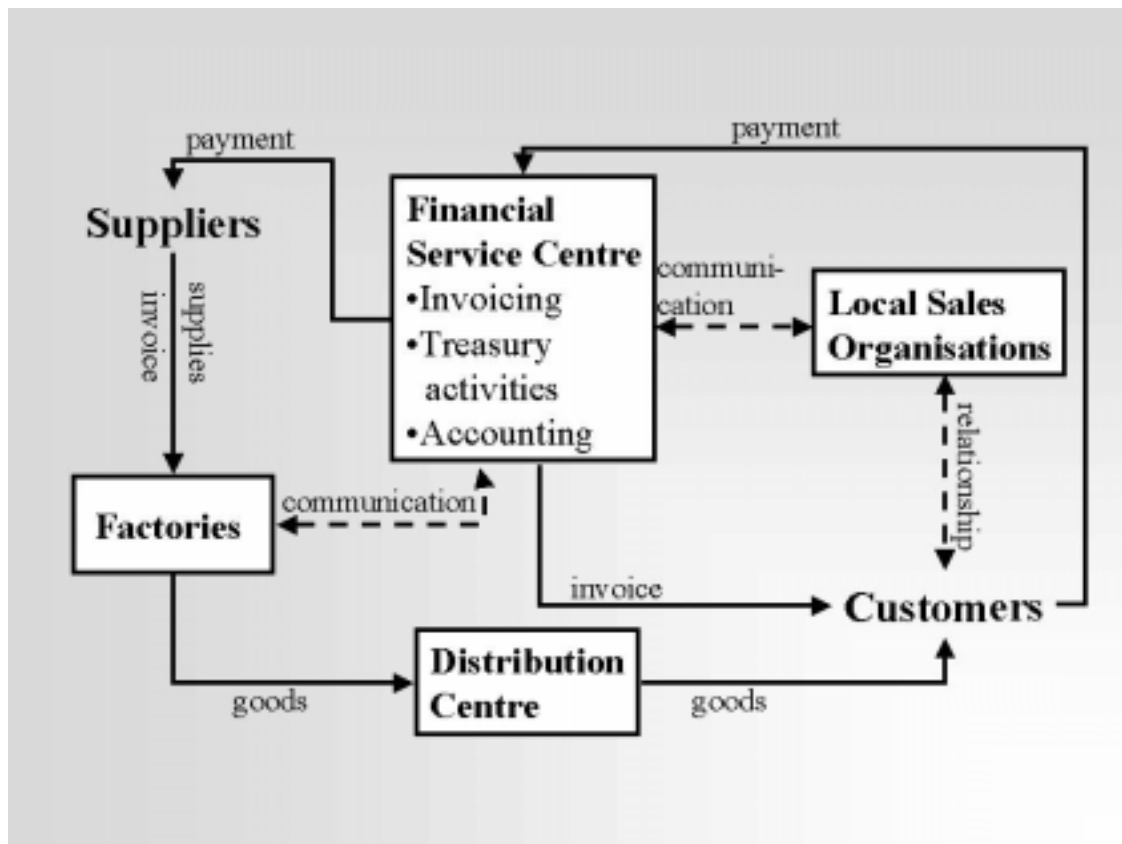 payment
payment
Suppliers
Financial
Service Centre
•Invoicing
•Treasury
activities
•Accounting
communi-
cation
Local Sales
Organisations
supplies
invoice
relationship
Factories
communication
invoice
Customers
Distribution
Centre
goods
goods